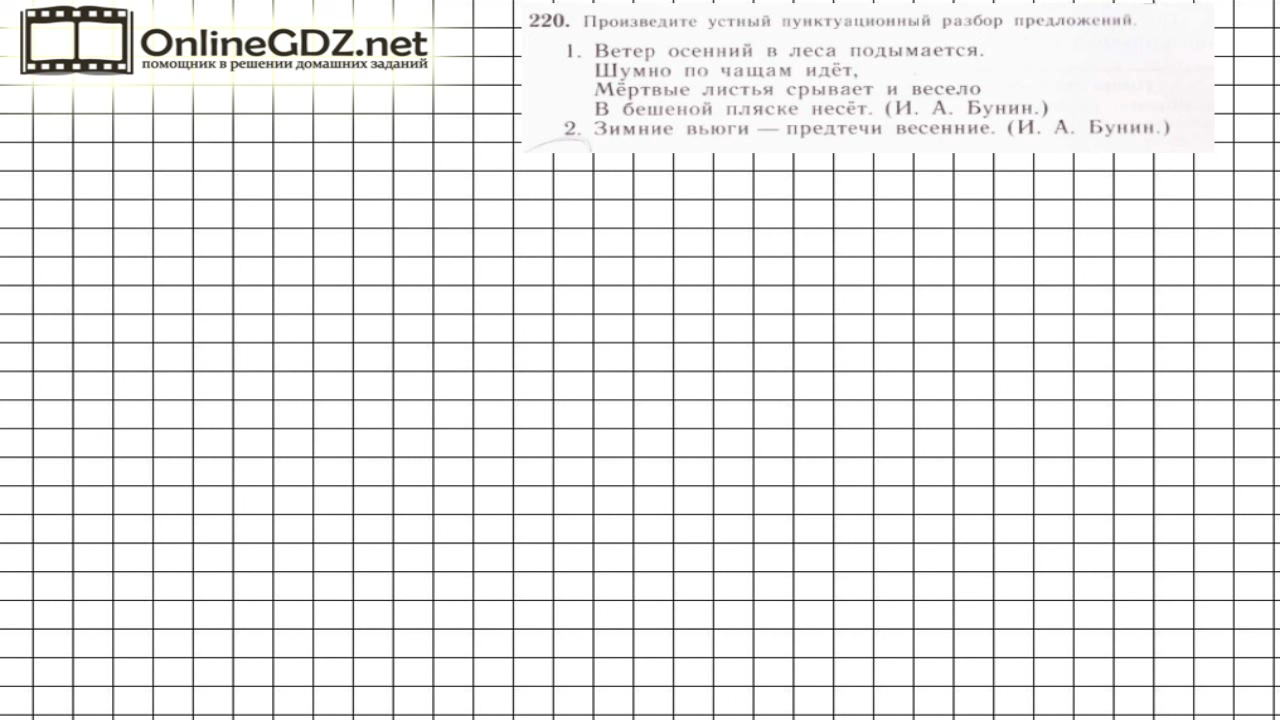 OnlineGDZ.net
помощник в решении домашних заданий
220. Произведите устный пунктуационный разбор предложений.
1. Ветер осенний в леса подымается.
Шумно по чащам идёт,
Мёртвые листья срывает и весело
В бешеной пляске несёт. (И. А. Бунин.)
2. Зимние вьюги — предтечи весенние. (И. А. Бунин.)